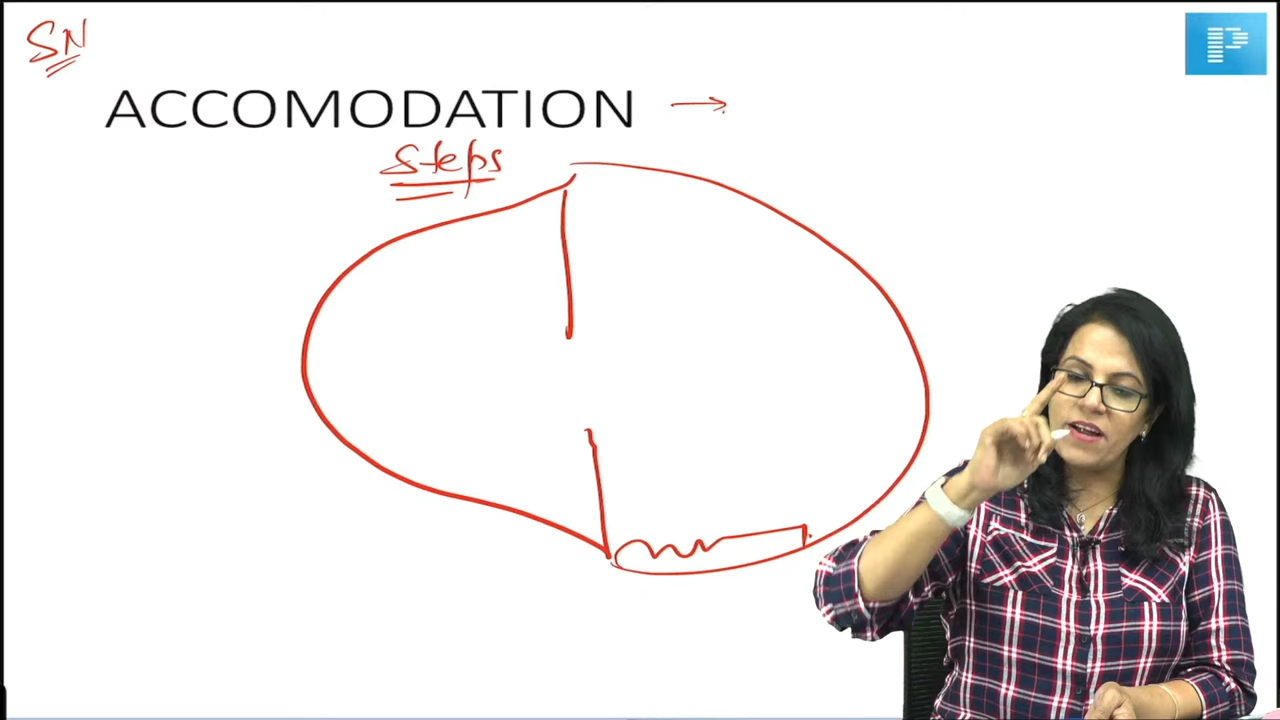 SN
P
ACCOMODATION →
Steps